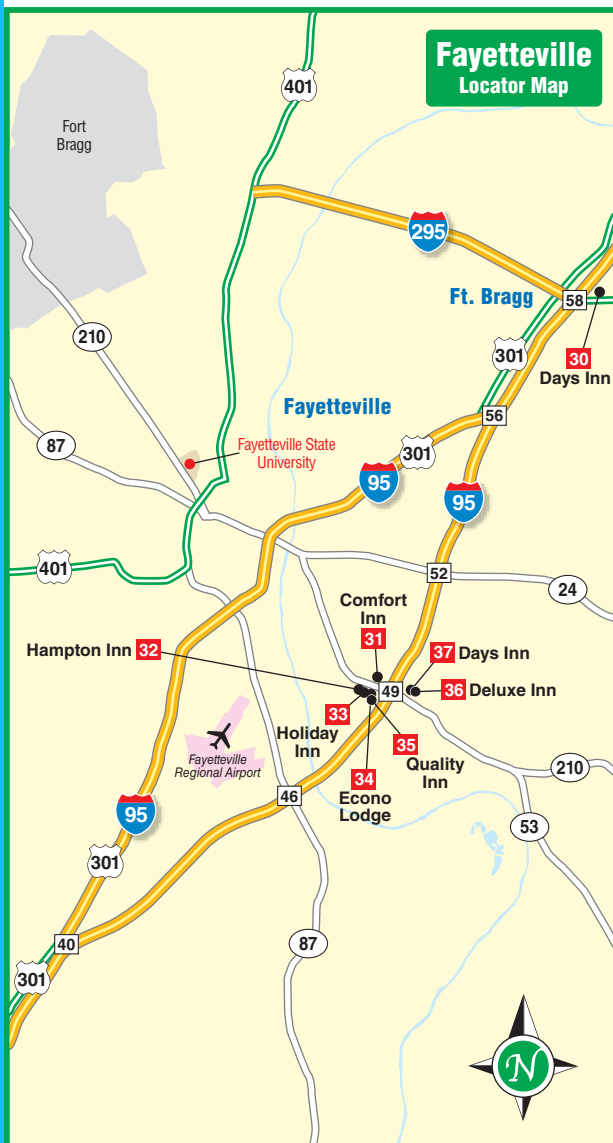 Fayetteville
Locator Map
401
Fort
Bragg
295
Ft. Bragg
58
210
301
30
Days Inn
Fayetteville
56
87
Fayetteville State
University
301
95
95
401
52
24
Comfort
Inn
31
Hampton Inn 32
37 Days Inn
49
36 Deluxe Inn
33
Holiday
Inn
35
Quality
Inn
Fayetteville
Regional Airport
34
Econo
Lodge
210
46
95
53
301
40
87
301
N